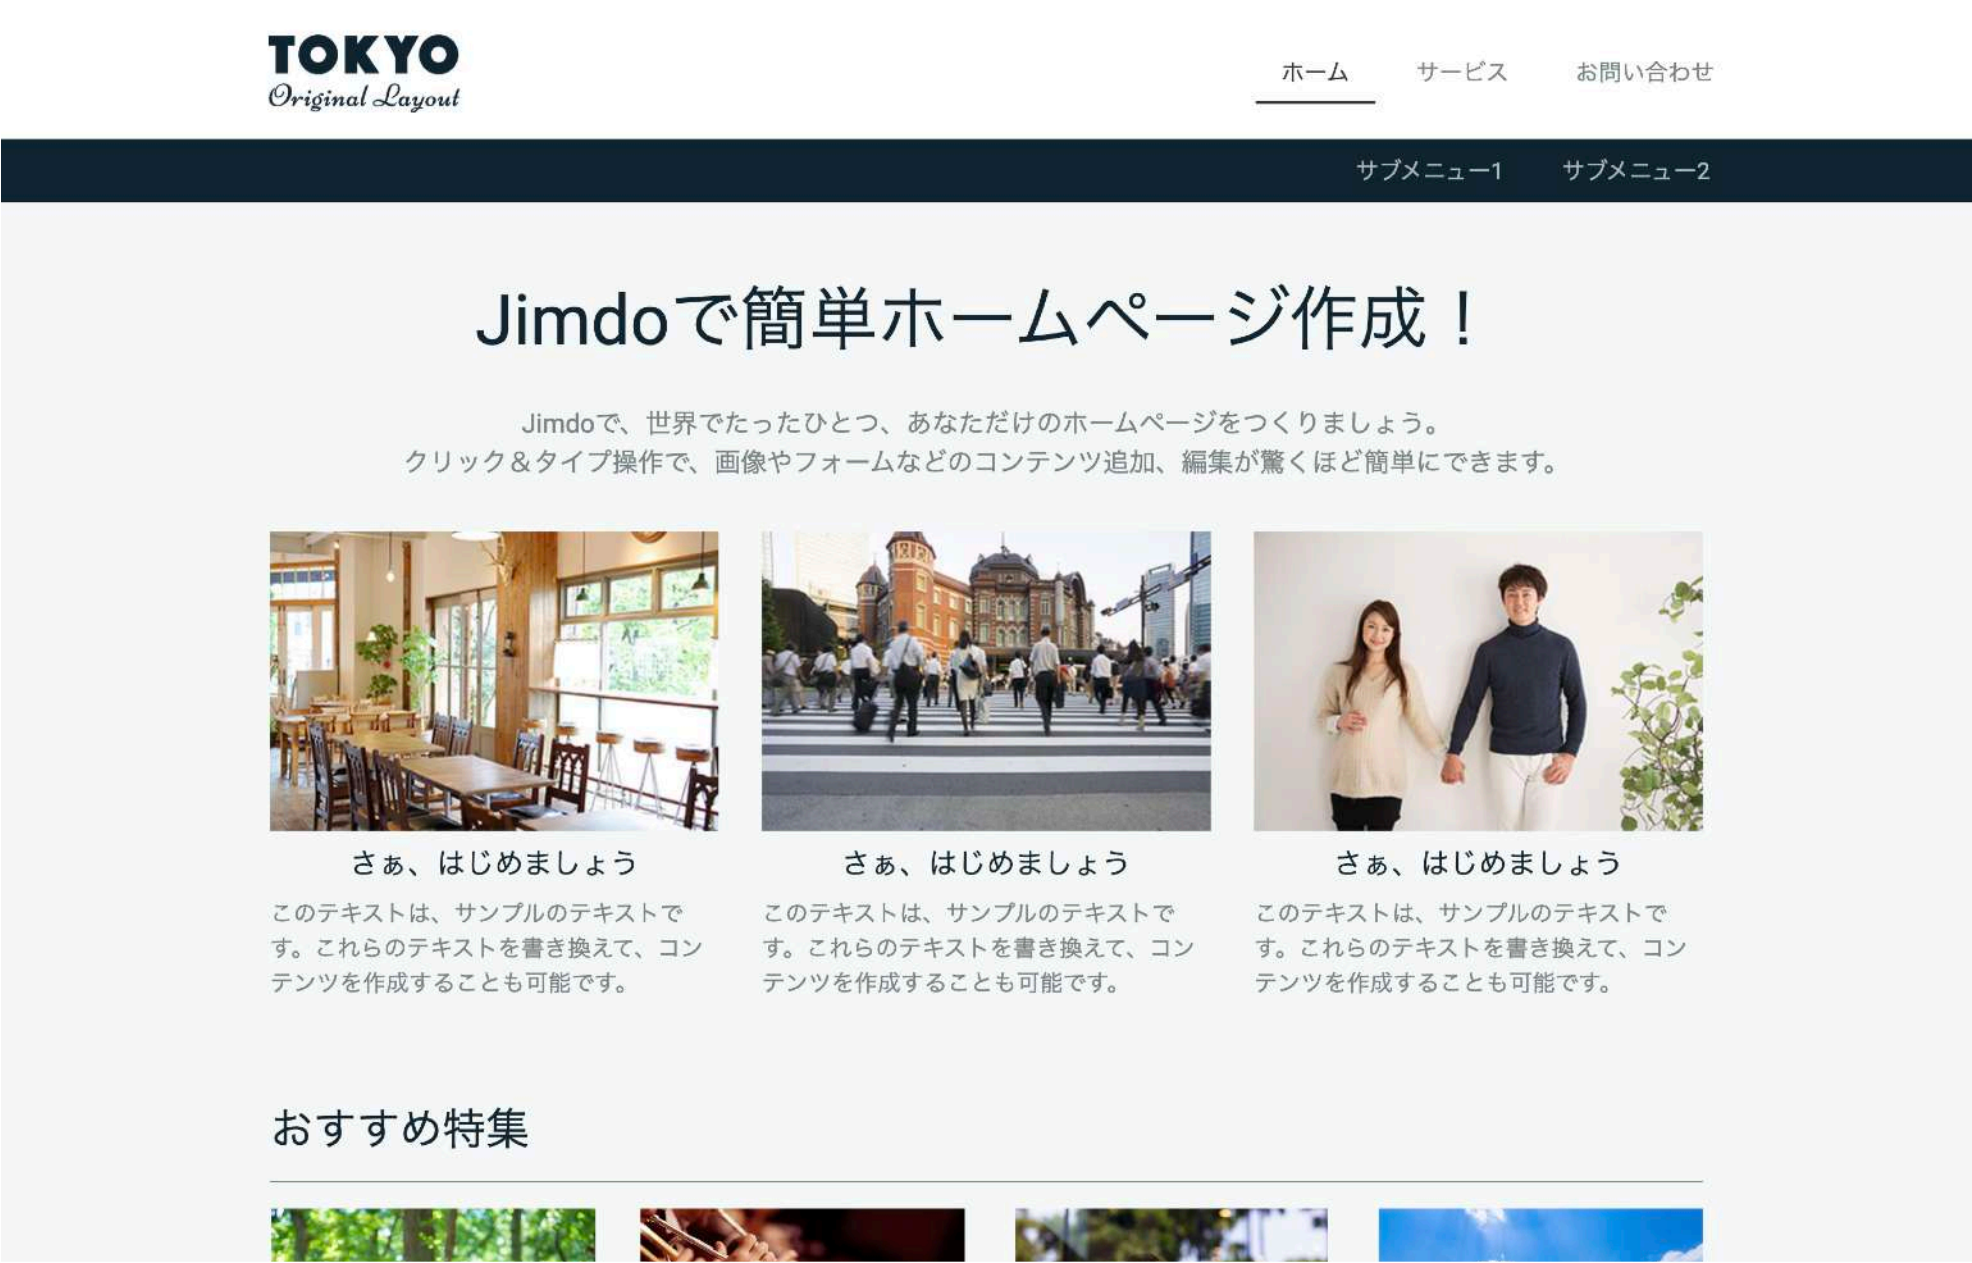 TOKYO
Original Layout
ホーム
サービス
お問い合わせ
サブメニュー1
サブメニュー2
Jimdoで簡単ホームページ作成！
Jimdoで、世界でたったひとつ、あなただけのホームページをつくりましょう。
クリック＆タイプ操作で、画像やフォームなどのコンテンツ追加、編集が驚くほど簡単にできます。
さぁ、はじめましょう
このテキストは、サンプルのテキストで
す。これらのテキストを書き換えて、コン
テンツを作成することも可能です。
さぁ、はじめましょう
このテキストは、サンプルのテキストで
す。これらのテキストを書き換えて、コン
テンツを作成することも可能です。
さぁ、はじめましょう
このテキストは、サンプルのテキストで
す。これらのテキストを書き換えて、コン
テンツを作成することも可能です。
おすすめ特集